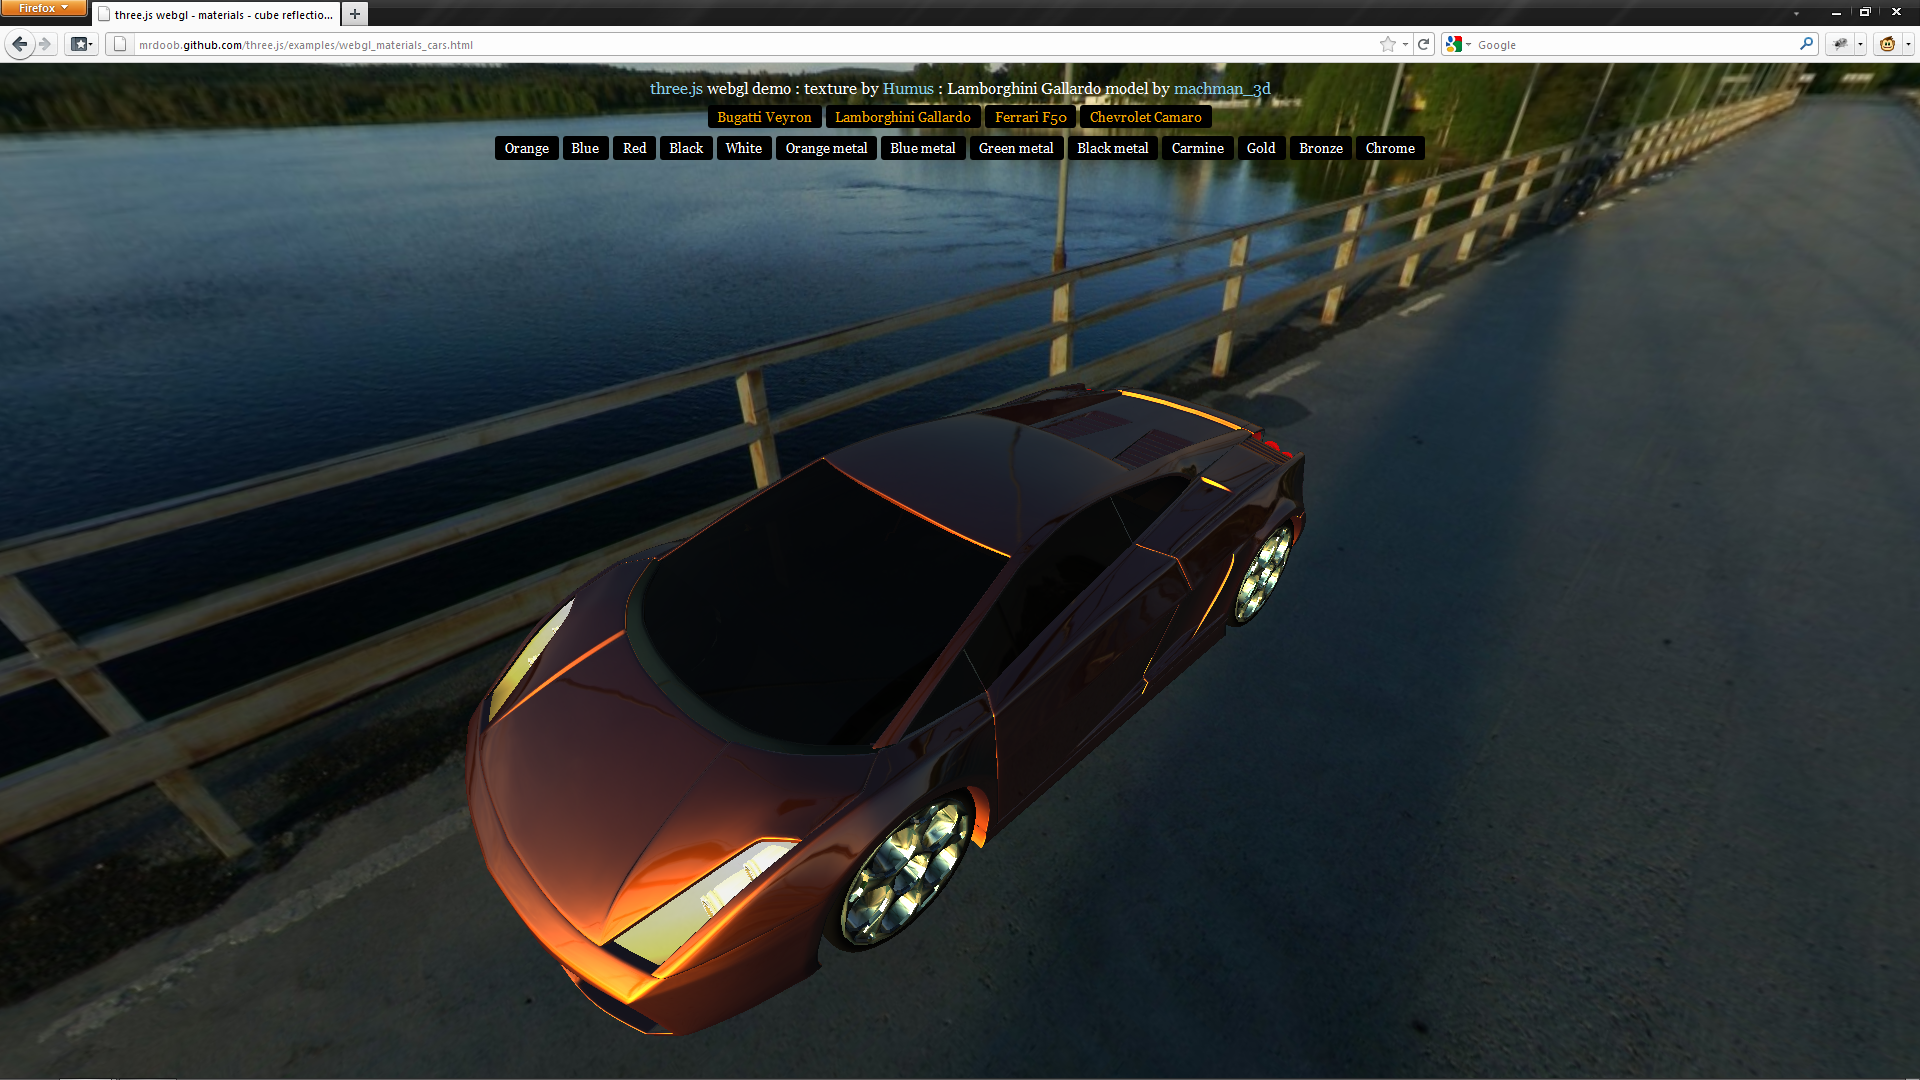 Firefox
three.js webgl - materials - cube reflectio...
mrdoob.github.com/three.js/examples/webgl_materials_cars.html
Google
three.js webgl demo : texture by Humus : Lamborghini Gallardo model by machman_3d
Bugatti Veyron Lamborghini Gallardo Ferrari F50 Chevrolet Camaro
Orange Blue Red Black White Orange metal Blue metal Green metal Black metal Carmine Gold Bronze Chrome